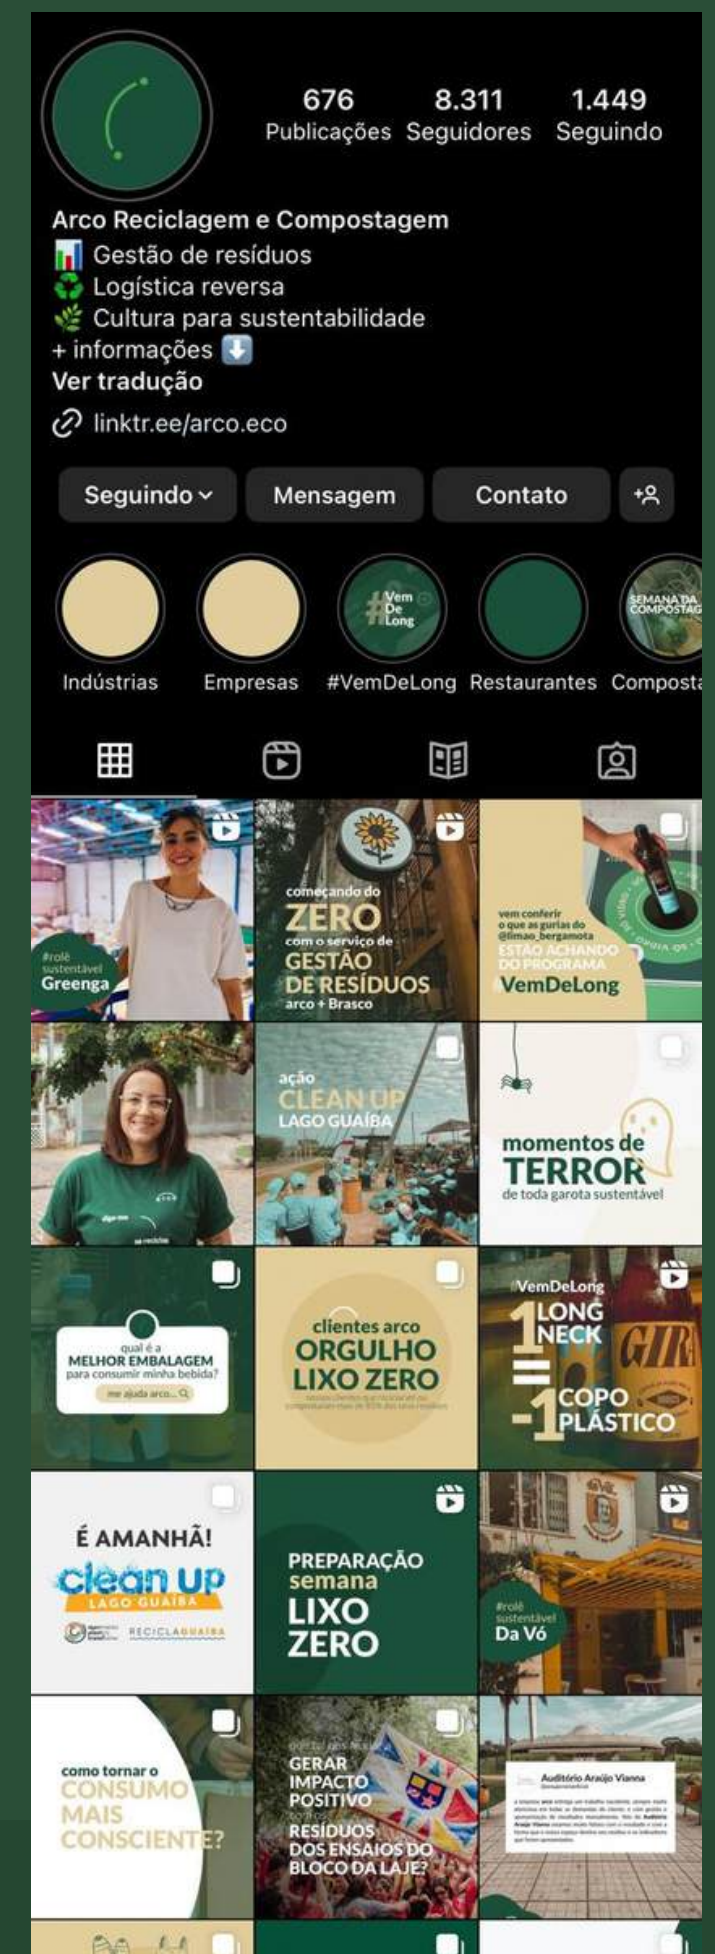 676 8.311 1.449
Publicações Seguidores Seguindo
Arco Reciclagem e Compostagem
Gestão de resíduos
Logística reversa
Cultura para sustentabilidade
+ informações
Ver tradução
linktr.ee/arco.eco
Seguindo
Mensagem
Contato
#Vem
De
Long
SEMANA DA
COMPOSTAG
Indústrias
Empresas
#VemDeLong
Restaurantes
Composta
#rolê
sustentável
Greenga
começando do
ZERO
com o serviço de
GESTÃO
DE RESÍDUOS
arco + Brasco
vem conferir
o que as gurias do
@limao_bergamota
ESTÃO ACHANDO
DO PROGRAMA
VemDeLong
ação
CLEAN UP
LAGO GUAÍBA
momentos de
TERROR
de toda garota sustentável
qual é a
MELHOR EMBALAGEM
para consumir minha bebida?
me ajuda arco...
clientes arco
ORGULHO
LIXO ZERO
#VemDeLong
1 LONG
NECK
=
-1 COPO
PLÁSTICO
GIRA
É AMANHÃ!
clean up
LAGO GUAÍBA
RECICLAGUAÍBA
PREPARAÇÃO
semana
LIXO
ZERO
#rolê
sustentável
Da Vó
como tornar o
CONSUMO
MAIS
CONSCIENTE?
GERAR
IMPACTO
POSITIVO
RESÍDUOS
DOS ENSAIOS DO
BLOCO DA LAJE?
Auditório Araújo Vianna